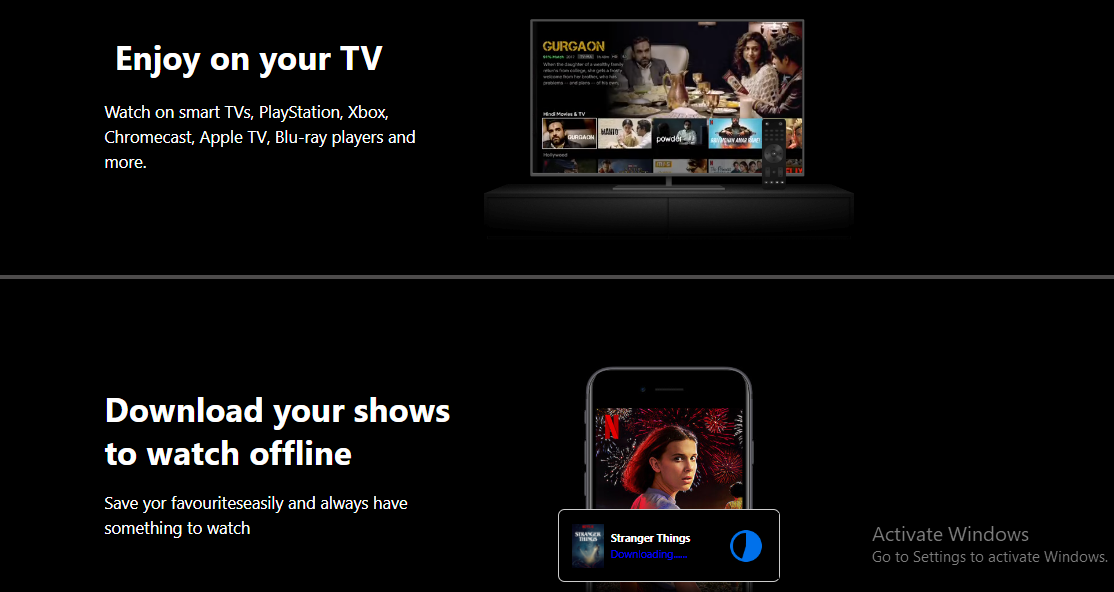 Enjoy on your TV
Watch on smart TVs, PlayStation, Xbox,
Chromecast, Apple TV, Blu-ray players and
more.
GURGAON
Hindi Movies & TV
GURGAON
MANTO
powder
Hollywood
Download your shows
to watch offline
Save yor favouriteseasily and always have
something to watch
N
STRANGER
THINGS
Stranger Things
Downloading.....
Activate Windows
Go to Settings to activate Windows.